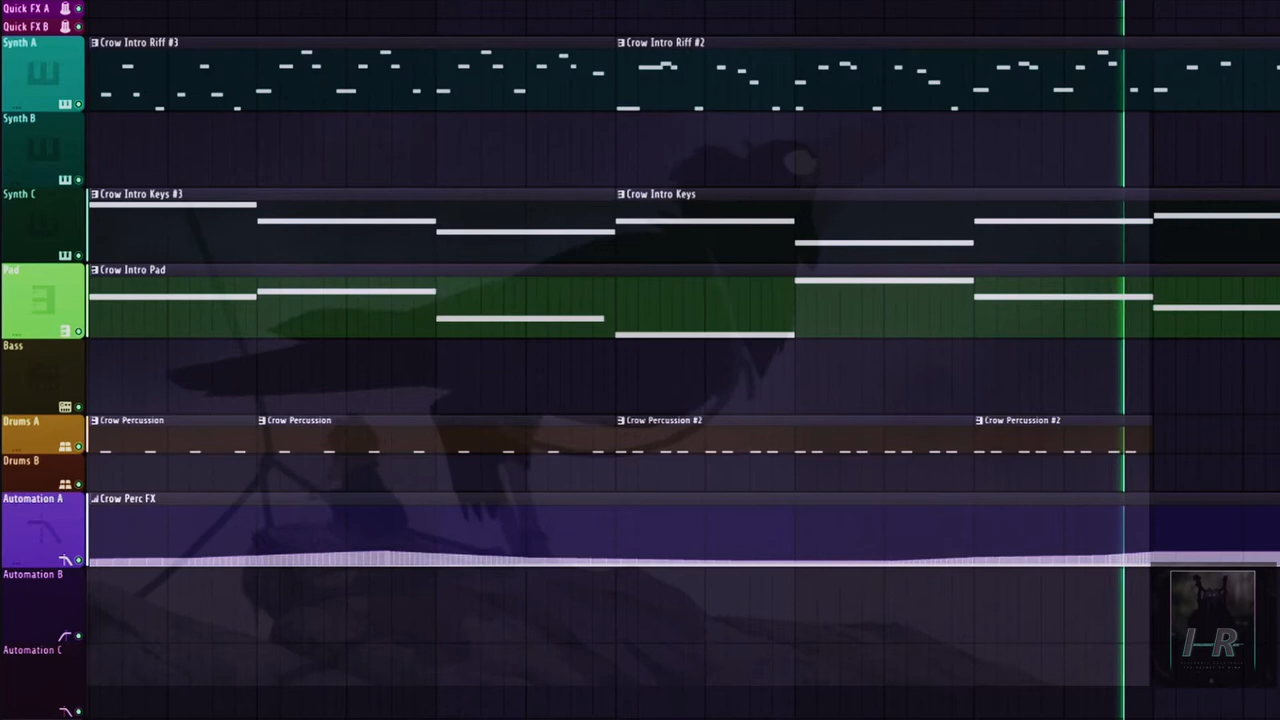 Quick FX A
Quick FX B
Synth A
Crow Intro Riff #3
Crow Intro Riff #2
Synth B
Synth C
Crow Intro Keys #3
Crow Intro Keys
Pad
Crow Intro Pad
Bass
Drums A
Crow Percussion
Crow Percussion
Crow Percussion #2
Crow Percussion #2
Drums B
Automation A
Crow Perc FX
Automation B
Automation C
I-R